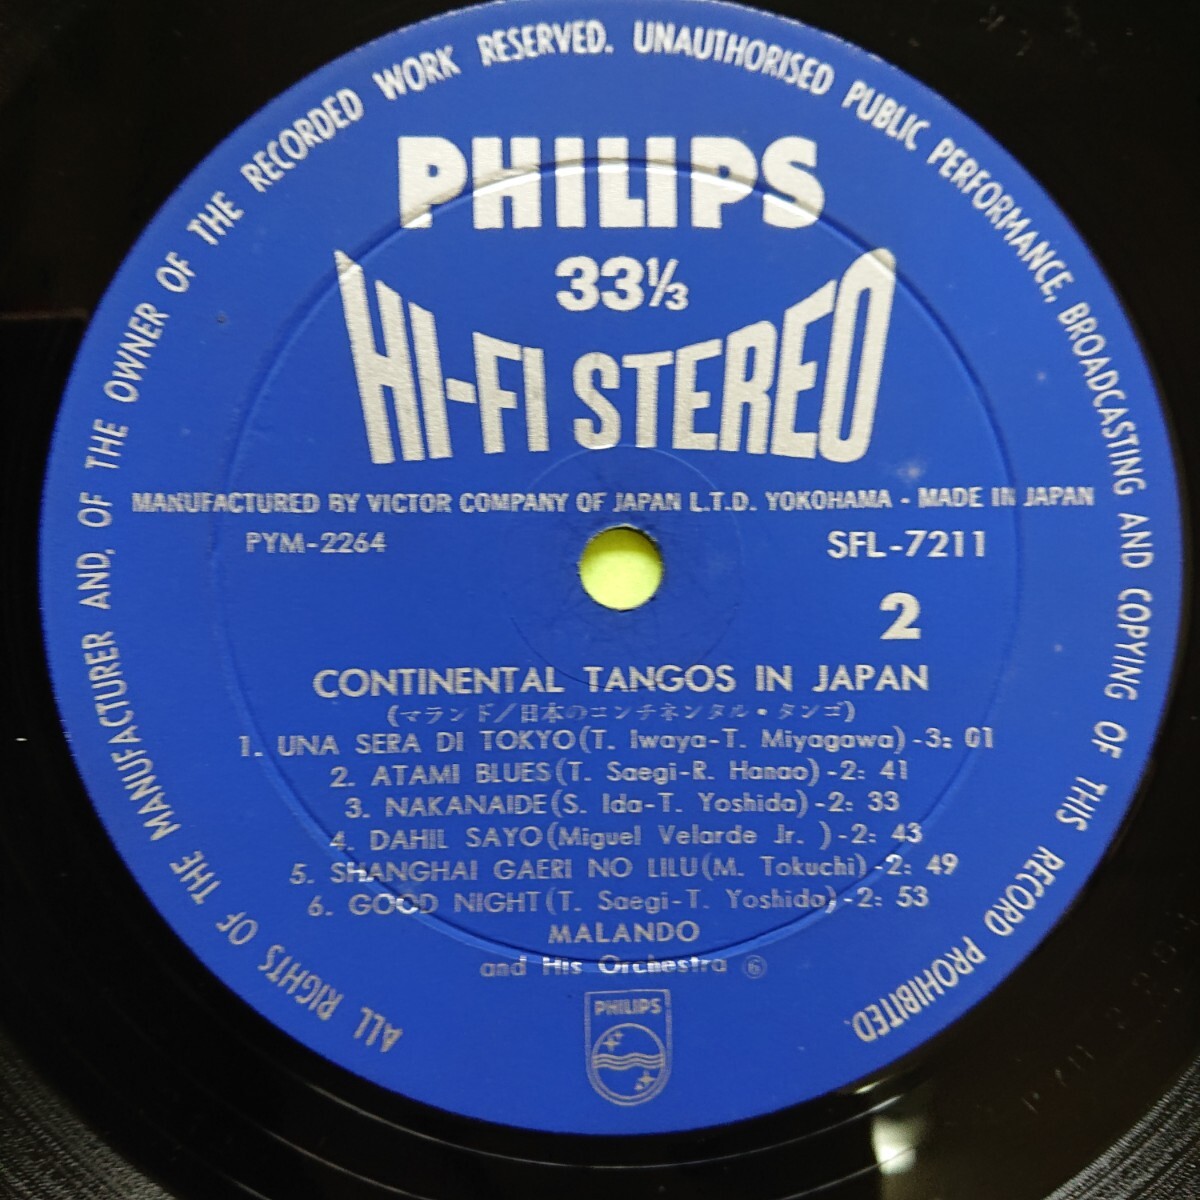 ALL RIGHTS OF THE MANUFACTURER AND, OF THE OWNER OF THE RECORDED WORK RESERVED. UNAUTHORISED PUBLIC PERFORMANCE, BROADCASTING AND COPYING OF THIS RECORD PROHIBITED.
PHILIPS
33⅓
HI-FI STEREO
MANUFACTURED BY VICTOR COMPANY OF JAPAN L.T.D. YOKOHAMA - MADE IN JAPAN
PYM-2264 SFL-7211
2
CONTINENTAL TANGOS IN JAPAN
(マランド/日本のコンチネンタル・タンゴ)
1. UNA SERA DI TOKYO(T. Iwaya-T. Miyagawa)-3: 01
2. ATAMI BLUES(T. Saegi-R. Hanao)-2: 41
3. NAKANAIDE(S. Ida-T. Yoshida)-2: 33
4. DAHIL SAYO(Miguel Velarde Jr. )-2: 43
5. SHANGHAI GAERI NO LILU(M. Tokuchi)-2: 49
6. GOOD NIGHT(T. Saegi-T. Yoshida)-2: 53
MALANDO
and His Orchestra ⑥
PHILIPS